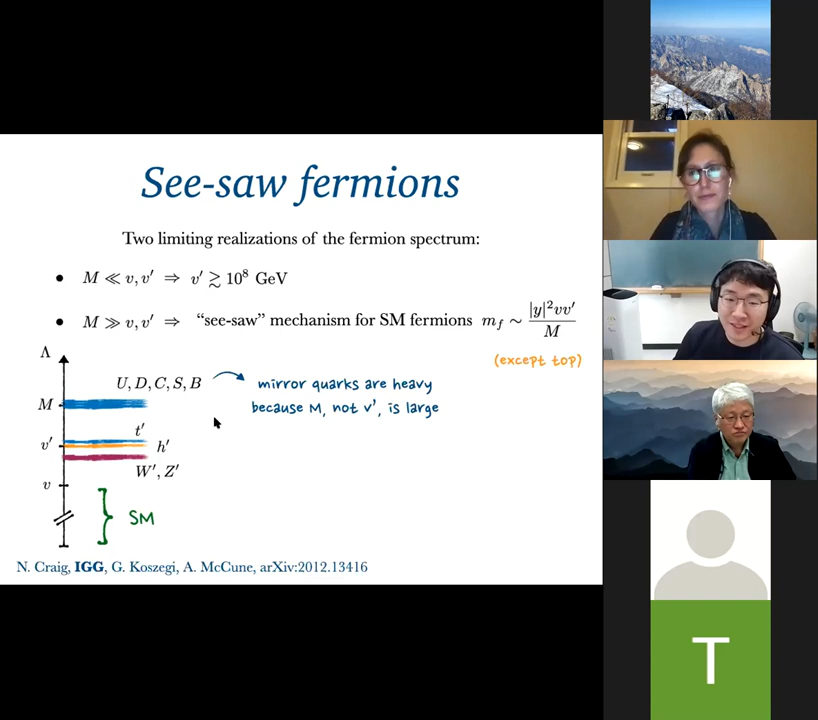 See-saw fermions
Two limiting realizations of the fermion spectrum:
• M ≪ v, v′ ⇒ v′ ≳ 10⁸ GeV
• M ≫ v, v′ ⇒ “see-saw” mechanism for SM fermions m_f ∼ |y|²vv′ / M
(except top)
Λ
U, D, C, S, B
mirror quarks are heavy
because M, not v′, is large
M
t′
v′
h′
W′, Z′
v
SM
N. Craig, IGG, G. Koszegi, A. McCune, arXiv:2012.13416
T